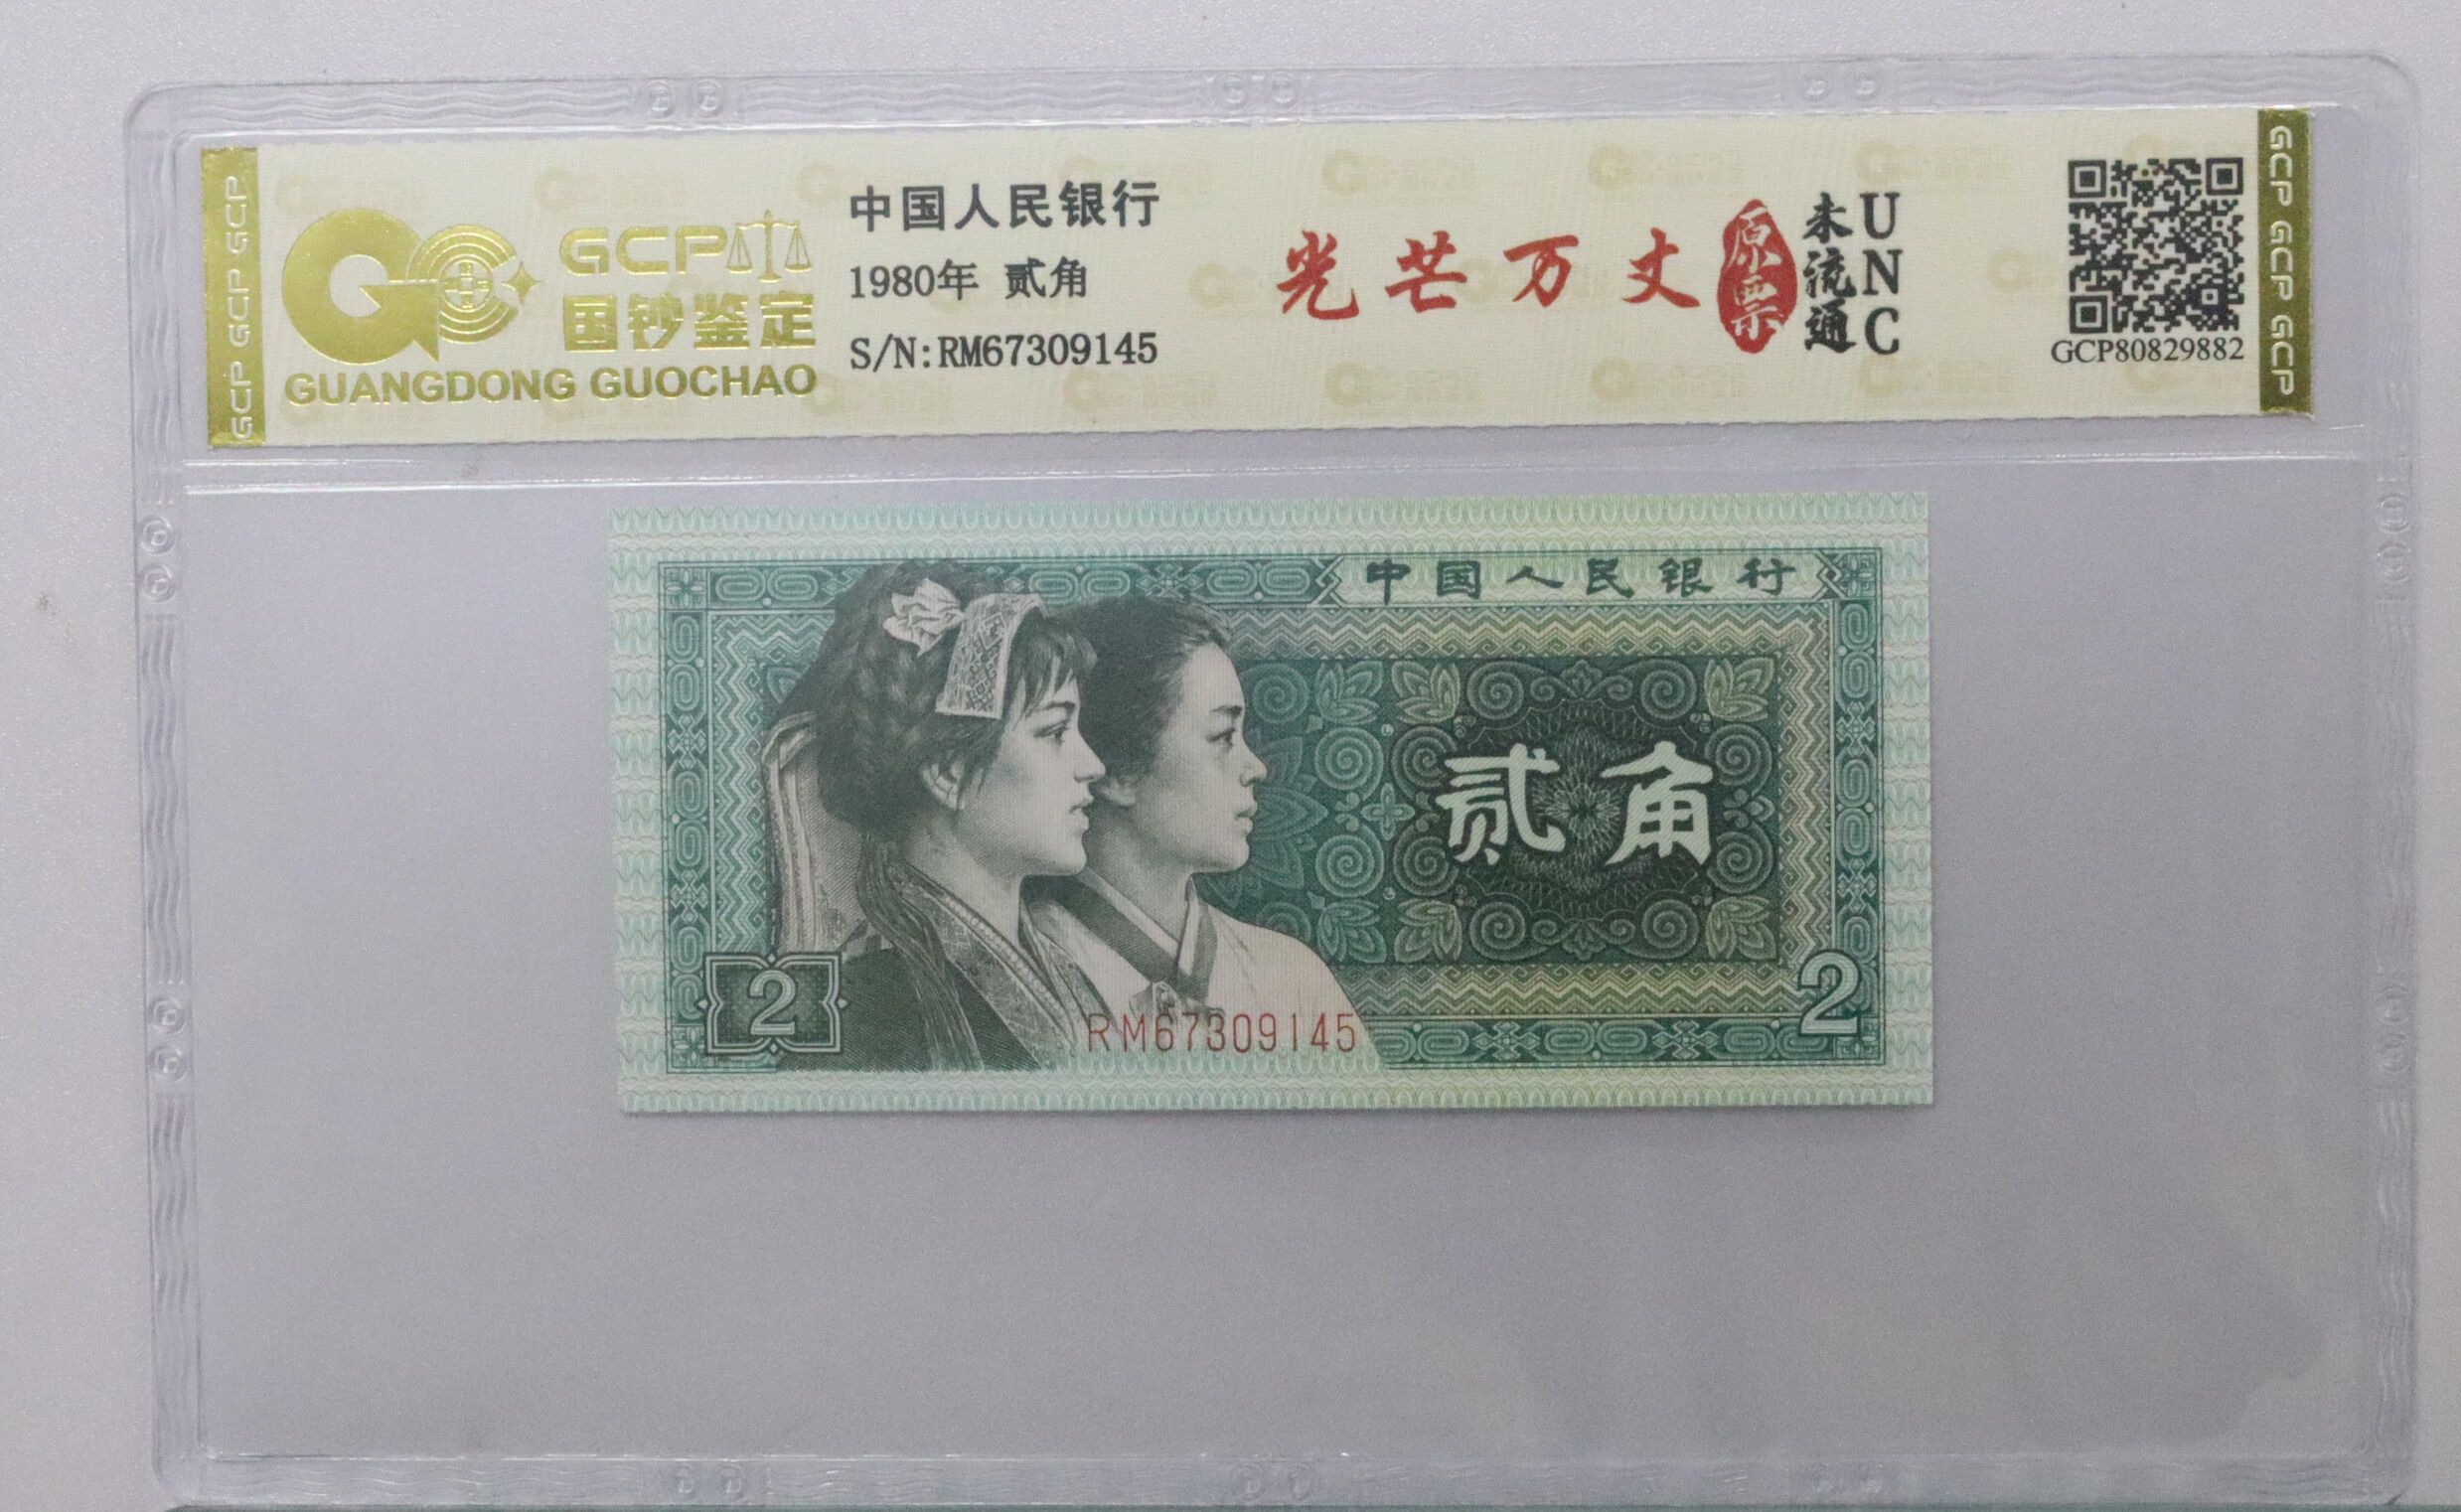 GCP GCP GCP
GCP
国钞鉴定
GUANGDONG GUOCHAO
中国人民银行
1980年 贰角
S/N:RM67309145
光芒万丈
原票
未流通
UNC
GCP80829882
GCP GCP GCP
中国人民银行
贰角
2
RM67309145
2